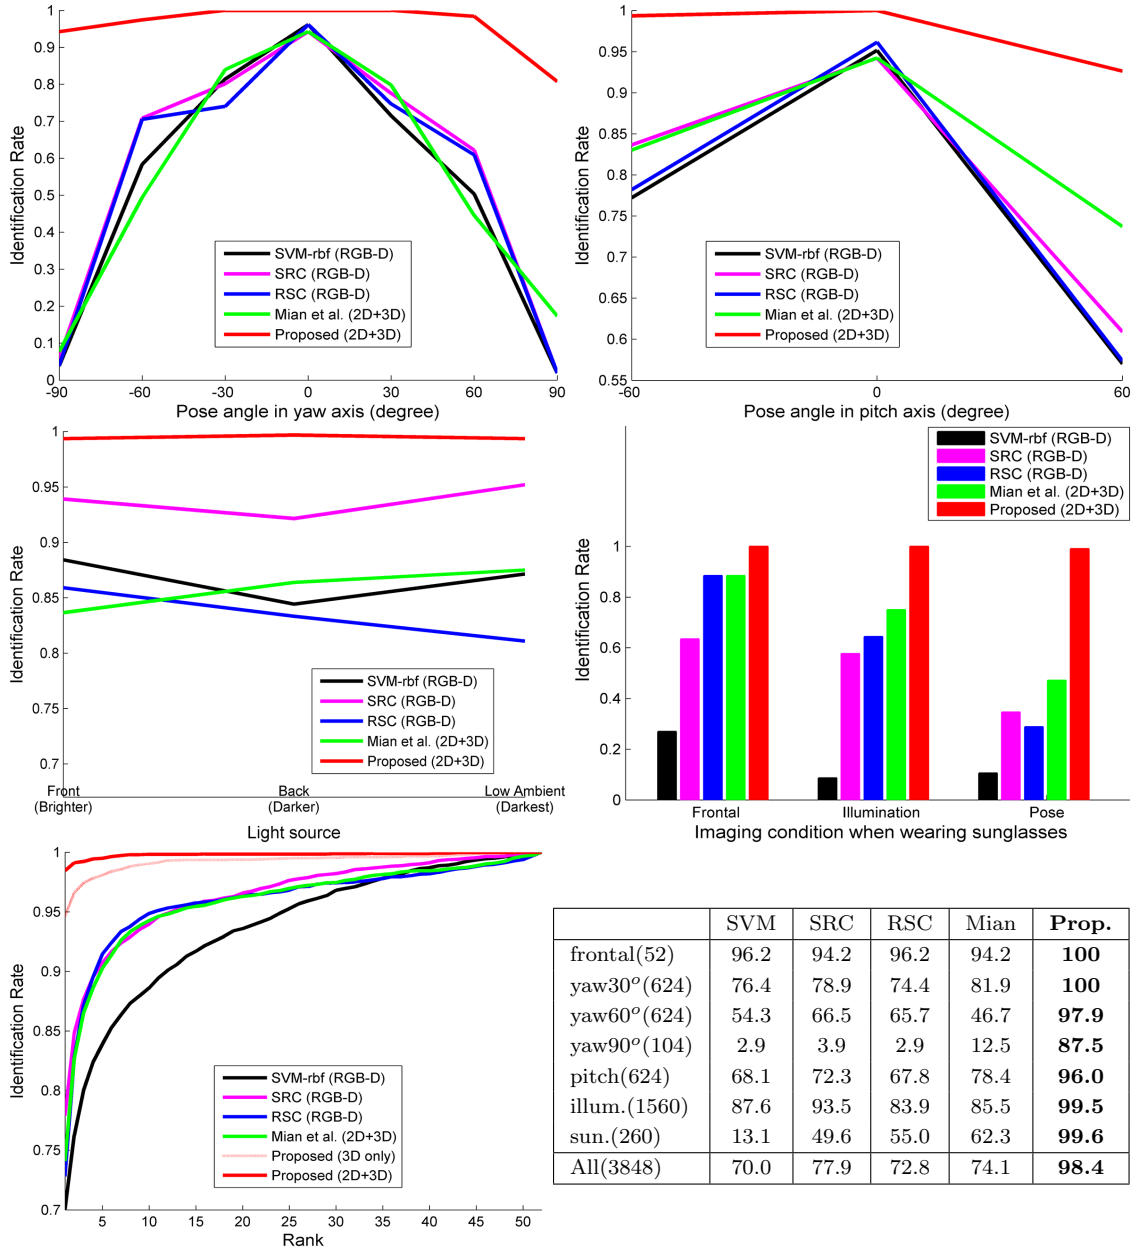 1
0.9
0.8
0.7
0.6
0.5
0.4
0.3
0.2
0.1
0
Identification Rate
-90
-60
-30
0
30
60
90
Pose angle in yaw axis (degree)
SVM-rbf (RGB-D)
SRC (RGB-D)
RSC (RGB-D)
Mian et al. (2D+3D)
Proposed (2D+3D)
1
0.95
0.9
0.85
0.8
0.75
0.7
0.65
0.6
0.55
Identification Rate
-60
0
60
Pose angle in pitch axis (degree)
SVM-rbf (RGB-D)
SRC (RGB-D)
RSC (RGB-D)
Mian et al. (2D+3D)
Proposed (2D+3D)
1
0.95
0.9
0.85
0.8
0.75
0.7
Identification Rate
SVM-rbf (RGB-D)
SRC (RGB-D)
RSC (RGB-D)
Mian et al. (2D+3D)
Proposed (2D+3D)
Front
(Brighter)
Back
(Darker)
Low Ambient
(Darkest)
Light source
SVM-rbf (RGB-D)
SRC (RGB-D)
RSC (RGB-D)
Mian et al. (2D+3D)
Proposed (2D+3D)
1
0.8
0.6
0.4
0.2
0
Identification Rate
Frontal
Illumination
Pose
Imaging condition when wearing sunglasses
1
0.95
0.9
0.85
0.8
0.75
0.7
Identification Rate
SVM-rbf (RGB-D)
SRC (RGB-D)
RSC (RGB-D)
Mian et al. (2D+3D)
Proposed (3D only)
Proposed (2D+3D)
5
10
15
20
25
30
35
40
45
50
Rank
SVM SRC RSC Mian Prop.
frontal(52) 96.2 94.2 96.2 94.2 100
yaw30°(624) 76.4 78.9 74.4 81.9 100
yaw60°(624) 54.3 66.5 65.7 46.7 97.9
yaw90°(104) 2.9 3.9 2.9 12.5 87.5
pitch(624) 68.1 72.3 67.8 78.4 96.0
illum.(1560) 87.6 93.5 83.9 85.5 99.5
sun.(260) 13.1 49.6 55.0 62.3 99.6
All(3848) 70.0 77.9 72.8 74.1 98.4